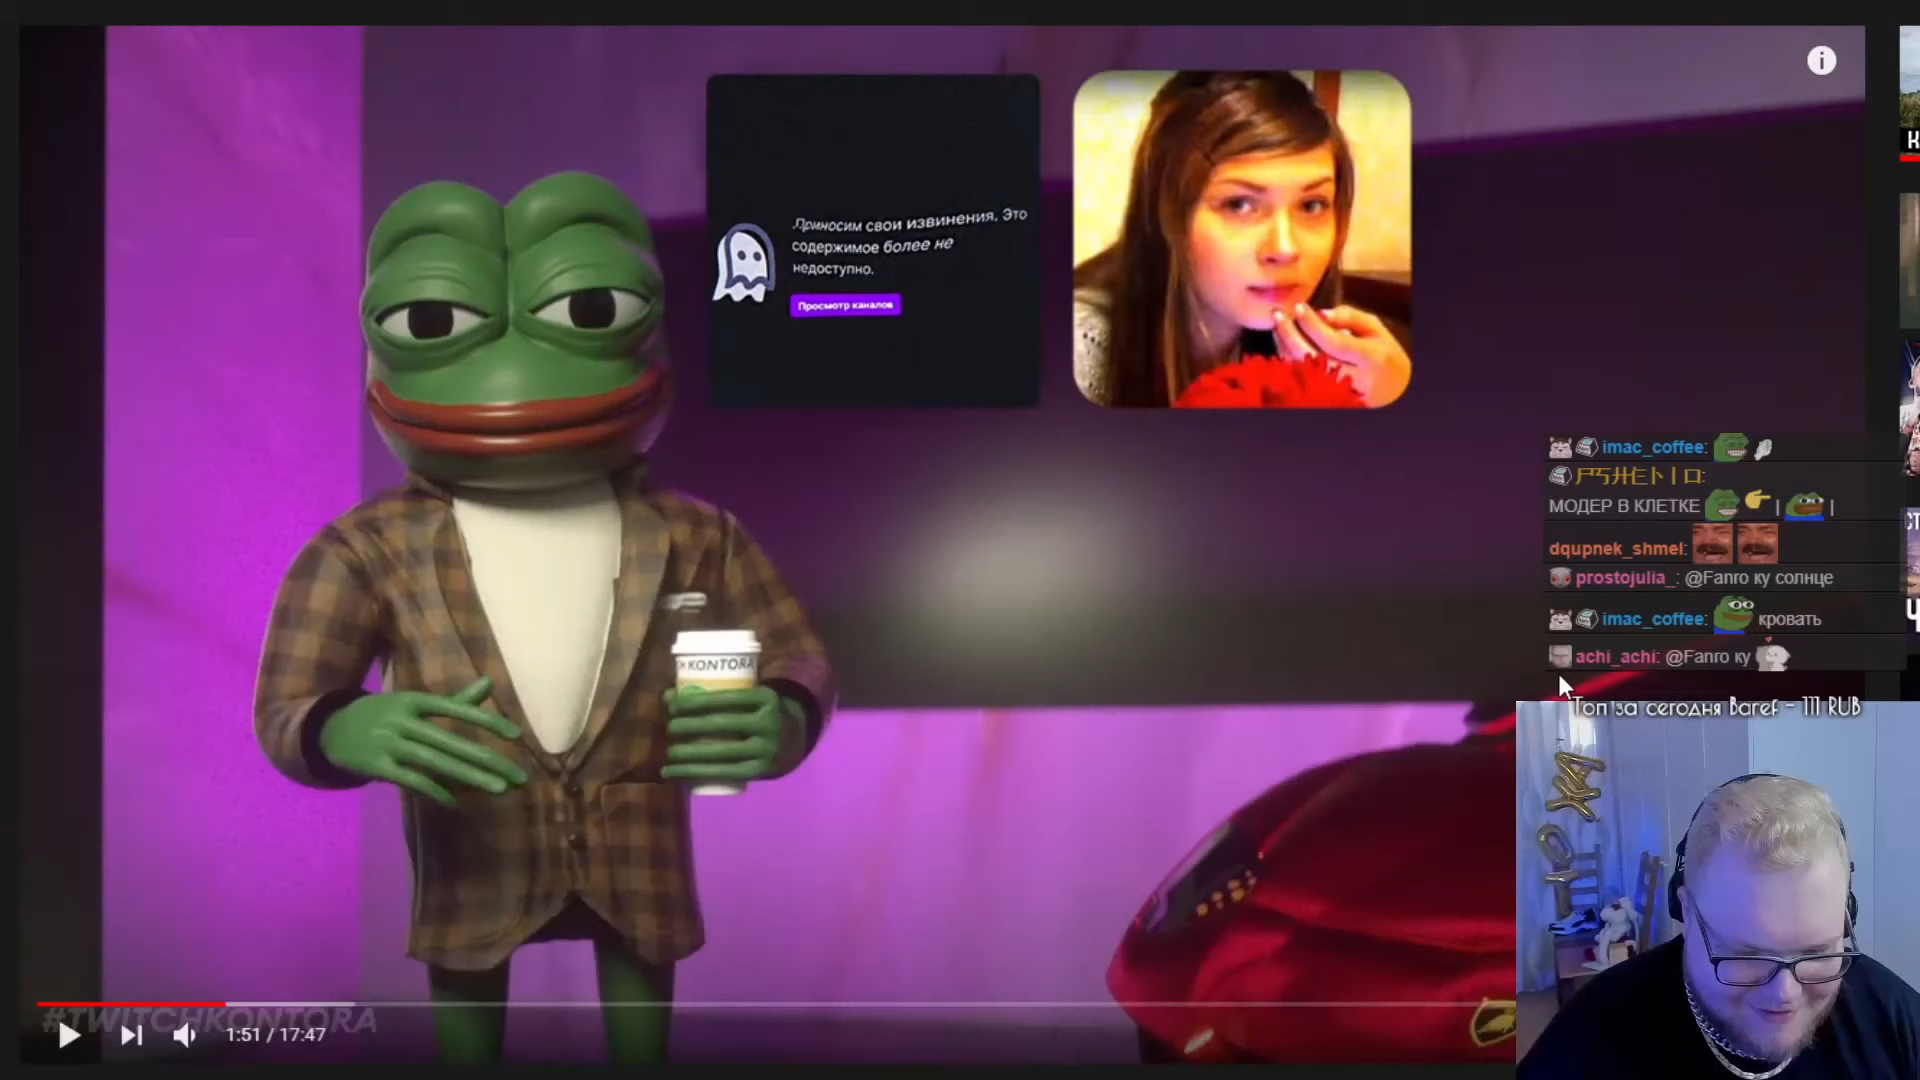 Приносим свои извинения. Это
содержимое более не
недоступно.
Просмотр каналов
KONTORA
imac_coffee:
МОДЕР В КЛЕТКЕ | |
dqupnek_shmel:
prostojulia_: @Fanro ку солнце
imac_coffee: кровать
achi_achi: @Fanro ку
Топ за сегодня Baref - 111 RUB
#TWITCHKONTORA
1:51 / 17:47